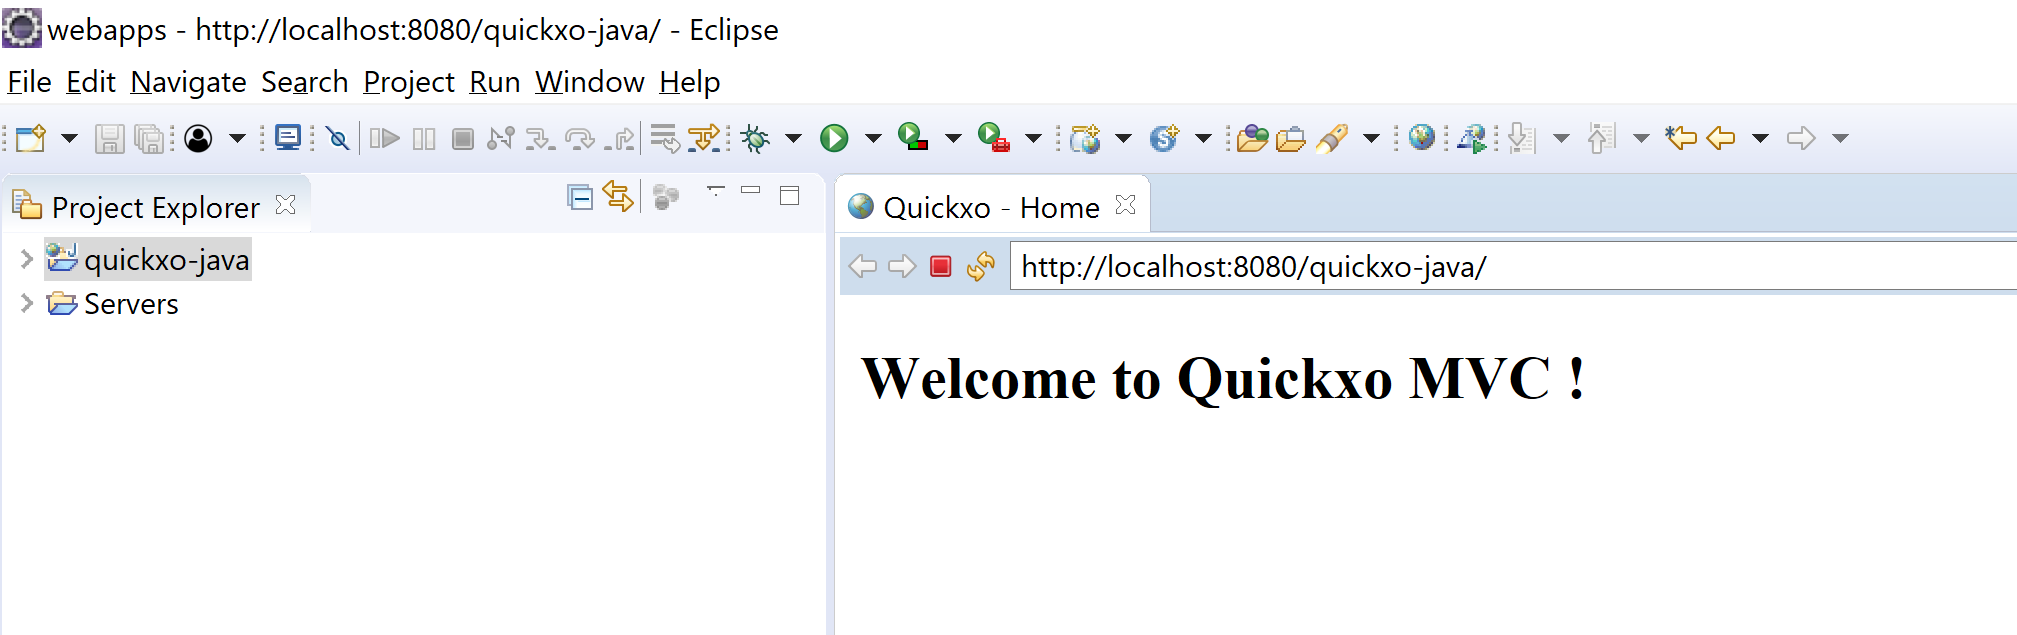 webapps - http://localhost:8080/quickxo-java/ - Eclipse
File Edit Navigate Search Project Run Window Help
Project Explorer
quickxo-java
Servers
Quickxo - Home
http://localhost:8080/quickxo-java/
Welcome to Quickxo MVC !